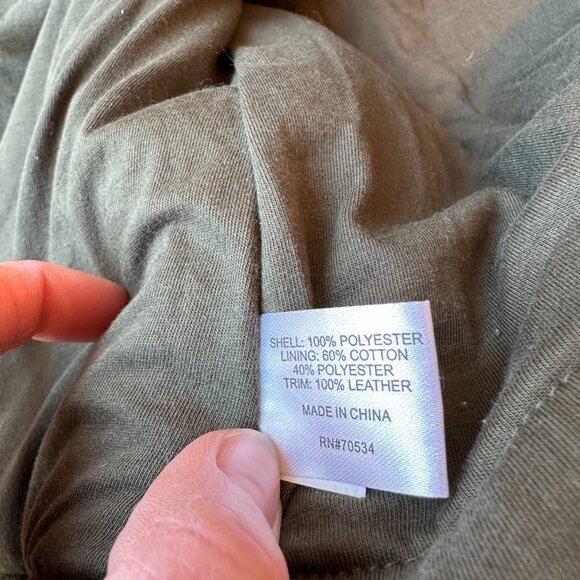 SHELL: 100% POLYESTER
LINING: 60% COTTON
40% POLYESTER
TRIM: 100% LEATHER
MADE IN CHINA
RN#70534